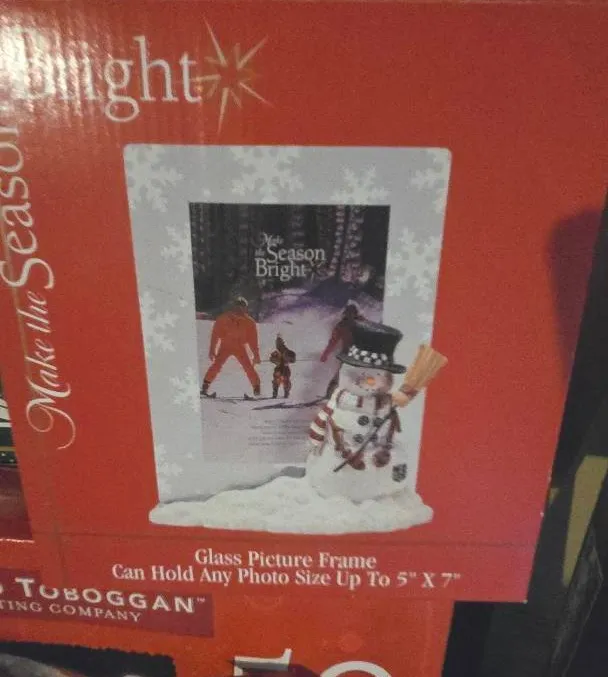 Bright
Make the Season
Make
the Season
Bright
Glass Picture Frame
Can Hold Any Photo Size Up To 5" X 7"
TOBOGGAN™
TING COMPANY